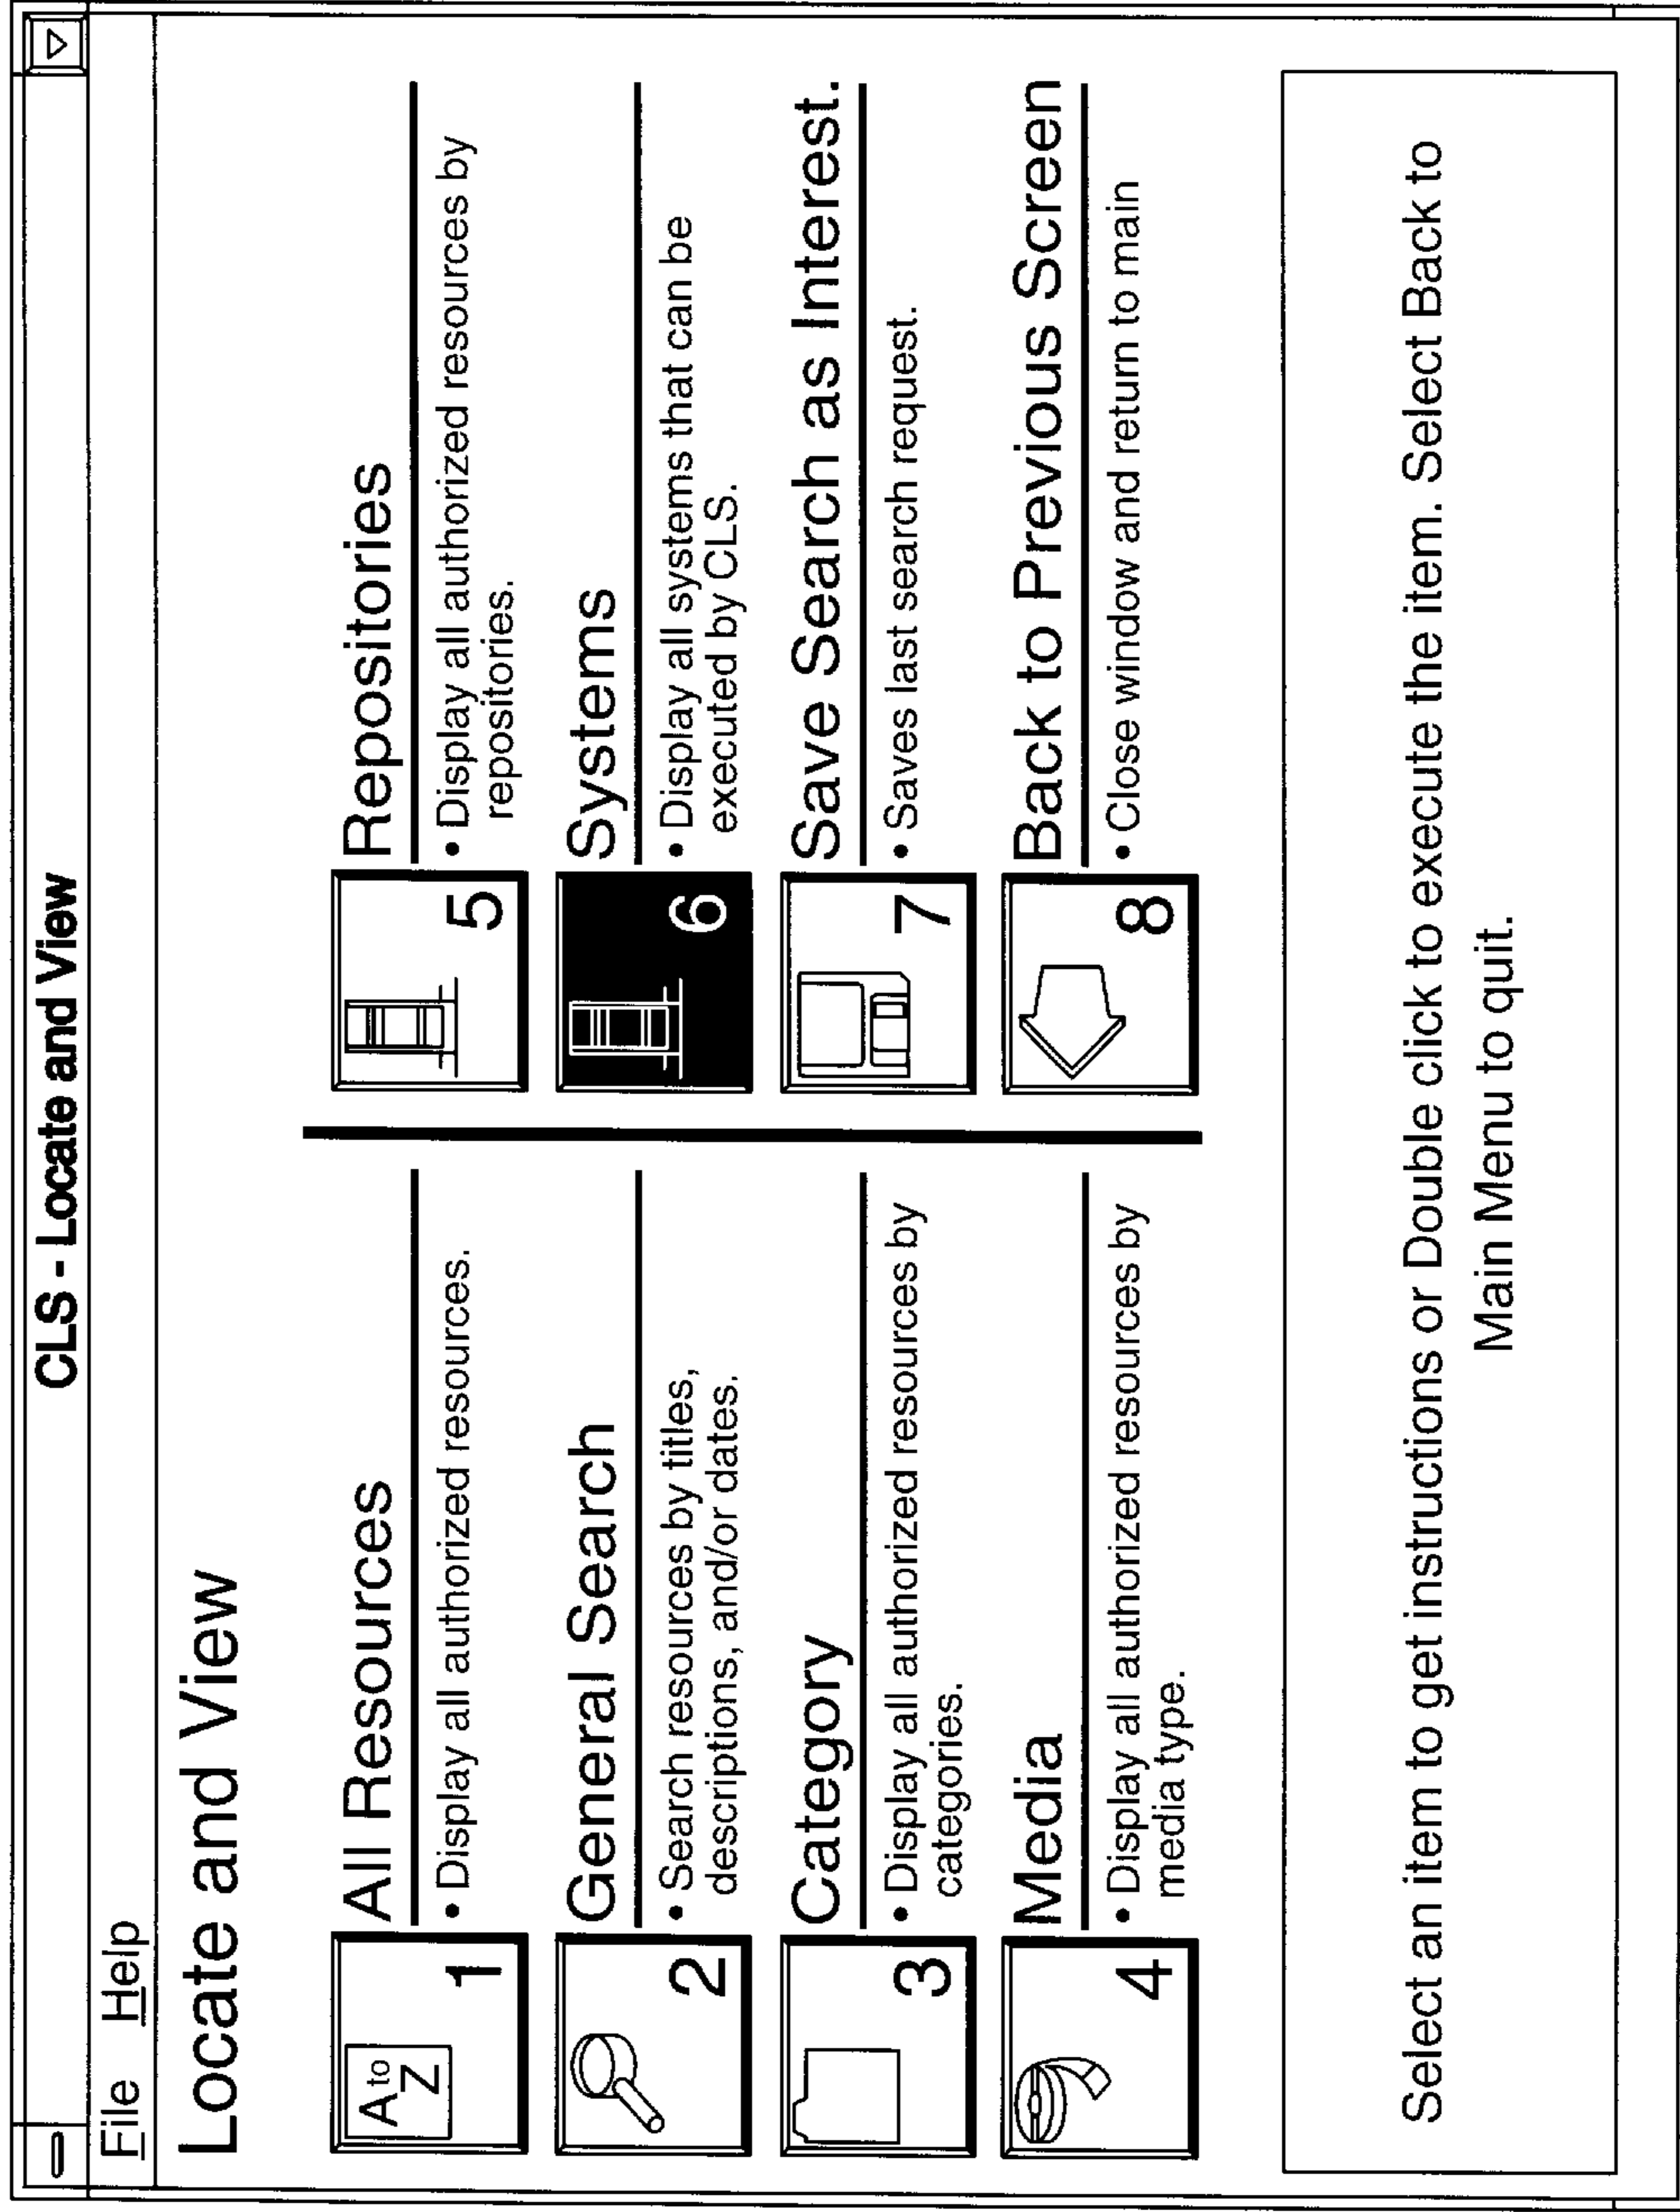 CLS - Locate and View
File Help
Locate and View
A to
Z
1
All Resources
• Display all authorized resources.
2
General Search
• Search resources by titles,
descriptions, and/or dates.
3
Category
• Display all authorized resources by
categories.
4
Media
• Display all authorized resources by
media type.
5
Repositories
• Display all authorized resources by
repositories.
6
Systems
• Display all systems that can be
executed by CLS.
7
Save Search as Interest.
• Saves last search request.
8
Back to Previous Screen
• Close window and return to main
Select an item to get instructions or Double click to execute the item. Select Back to
Main Menu to quit.